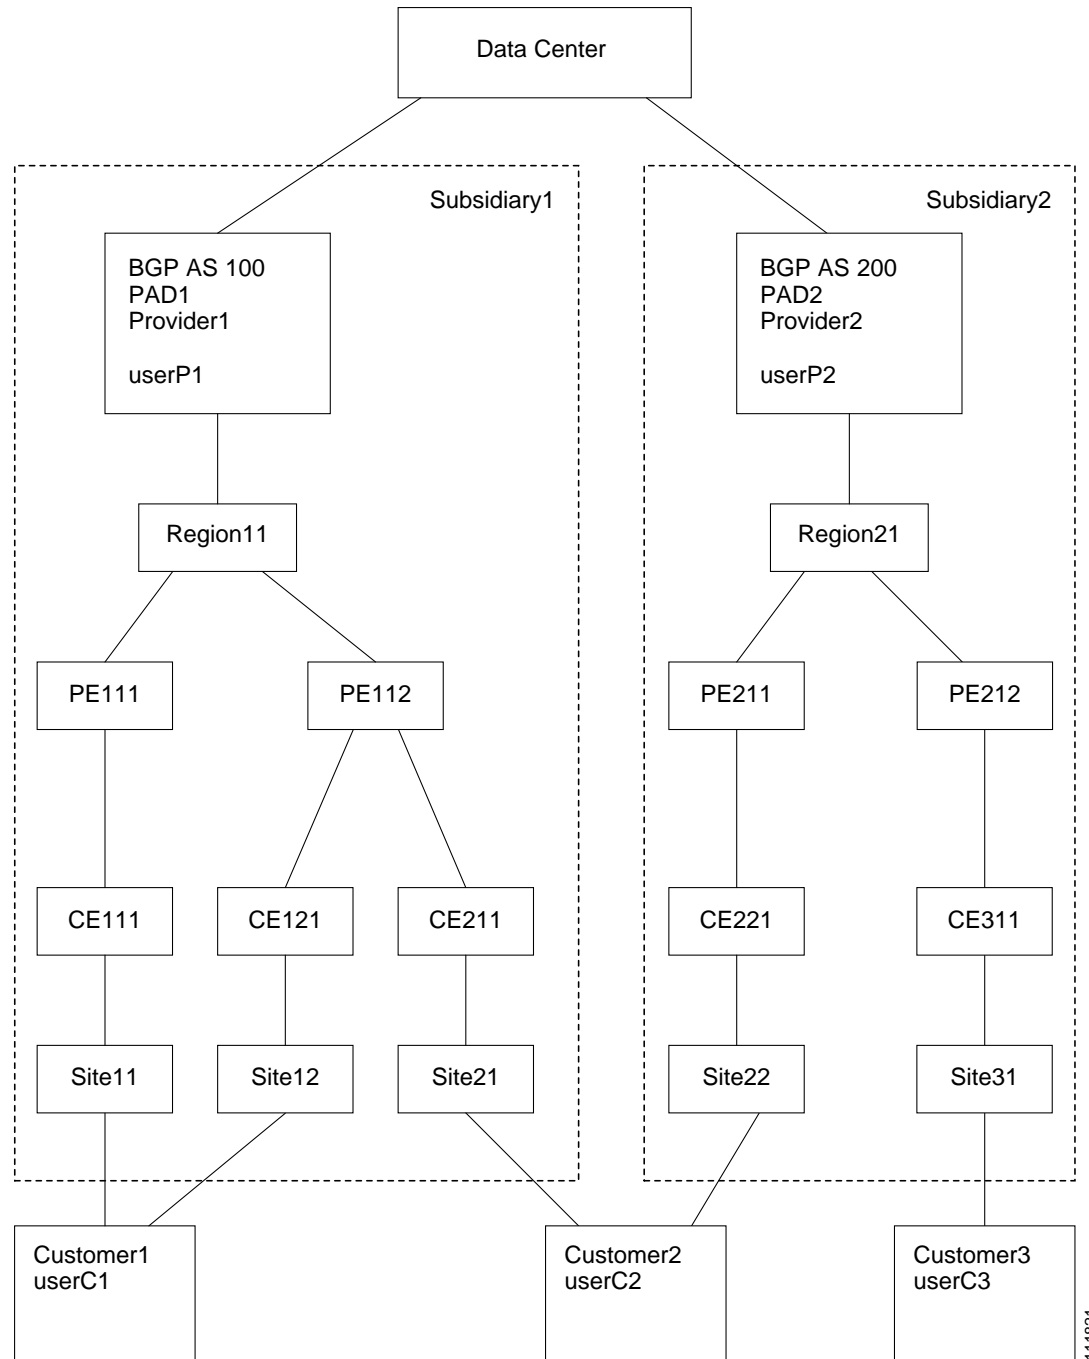 Data Center
Subsidiary1
Subsidiary2
BGP AS 100
PAD1
Provider1
userP1
BGP AS 200
PAD2
Provider2
userP2
Region11
Region21
PE111
PE112
PE211
PE212
CE111
CE121
CE211
CE221
CE311
Site11
Site12
Site21
Site22
Site31
Customer1
userC1
Customer2
userC2
Customer3
userC3